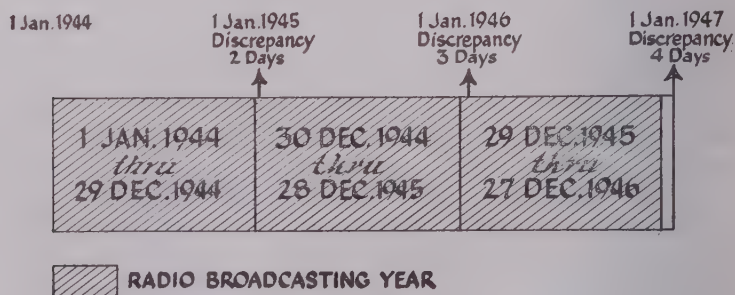 1 Jan. 1944
1 Jan. 1945
Discrepancy
2 Days
1 Jan. 1946
Discrepancy
3 Days
1 Jan. 1947
Discrepancy
4 Days
1 JAN. 1944
thru
29 DEC. 1944
30 DEC. 1944
thru
28 DEC. 1945
29 DEC. 1945
thru
27 DEC. 1946
RADIO BROADCASTING YEAR